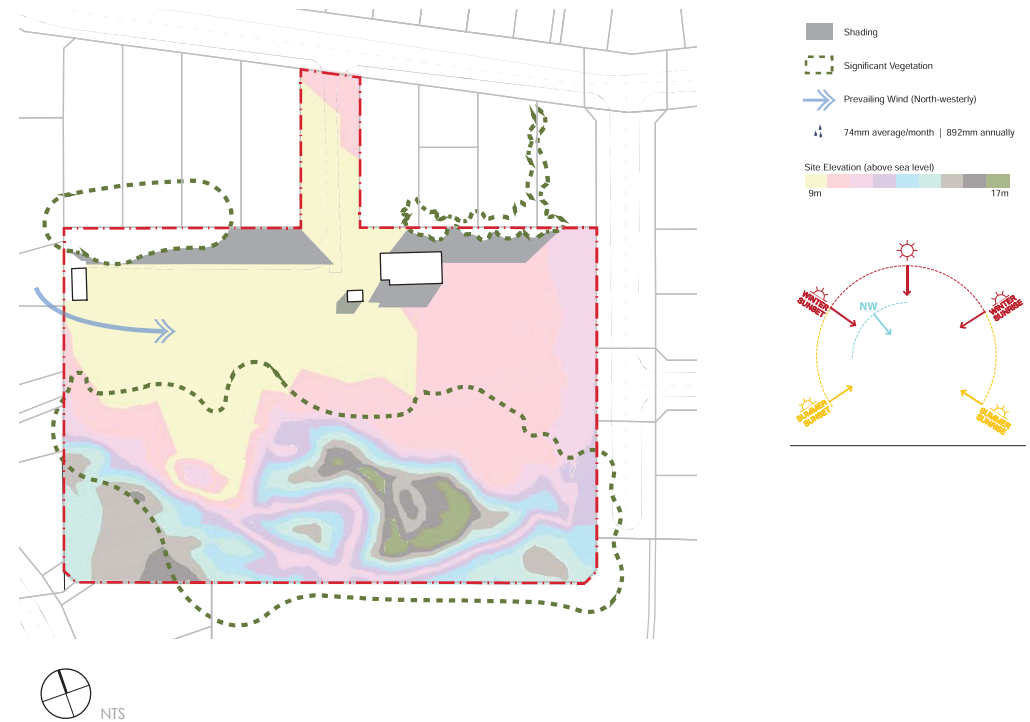 Shading
Significant Vegetation
Prevailing Wind (North-westerly)
74mm average/month | 892mm annually
Site Elevation (above sea level)
9m 17m
WINTER
SUNSET
NW
WINTER
SUNRISE
SUMMER
SUNSET
SUMMER
SUNRISE
NTS